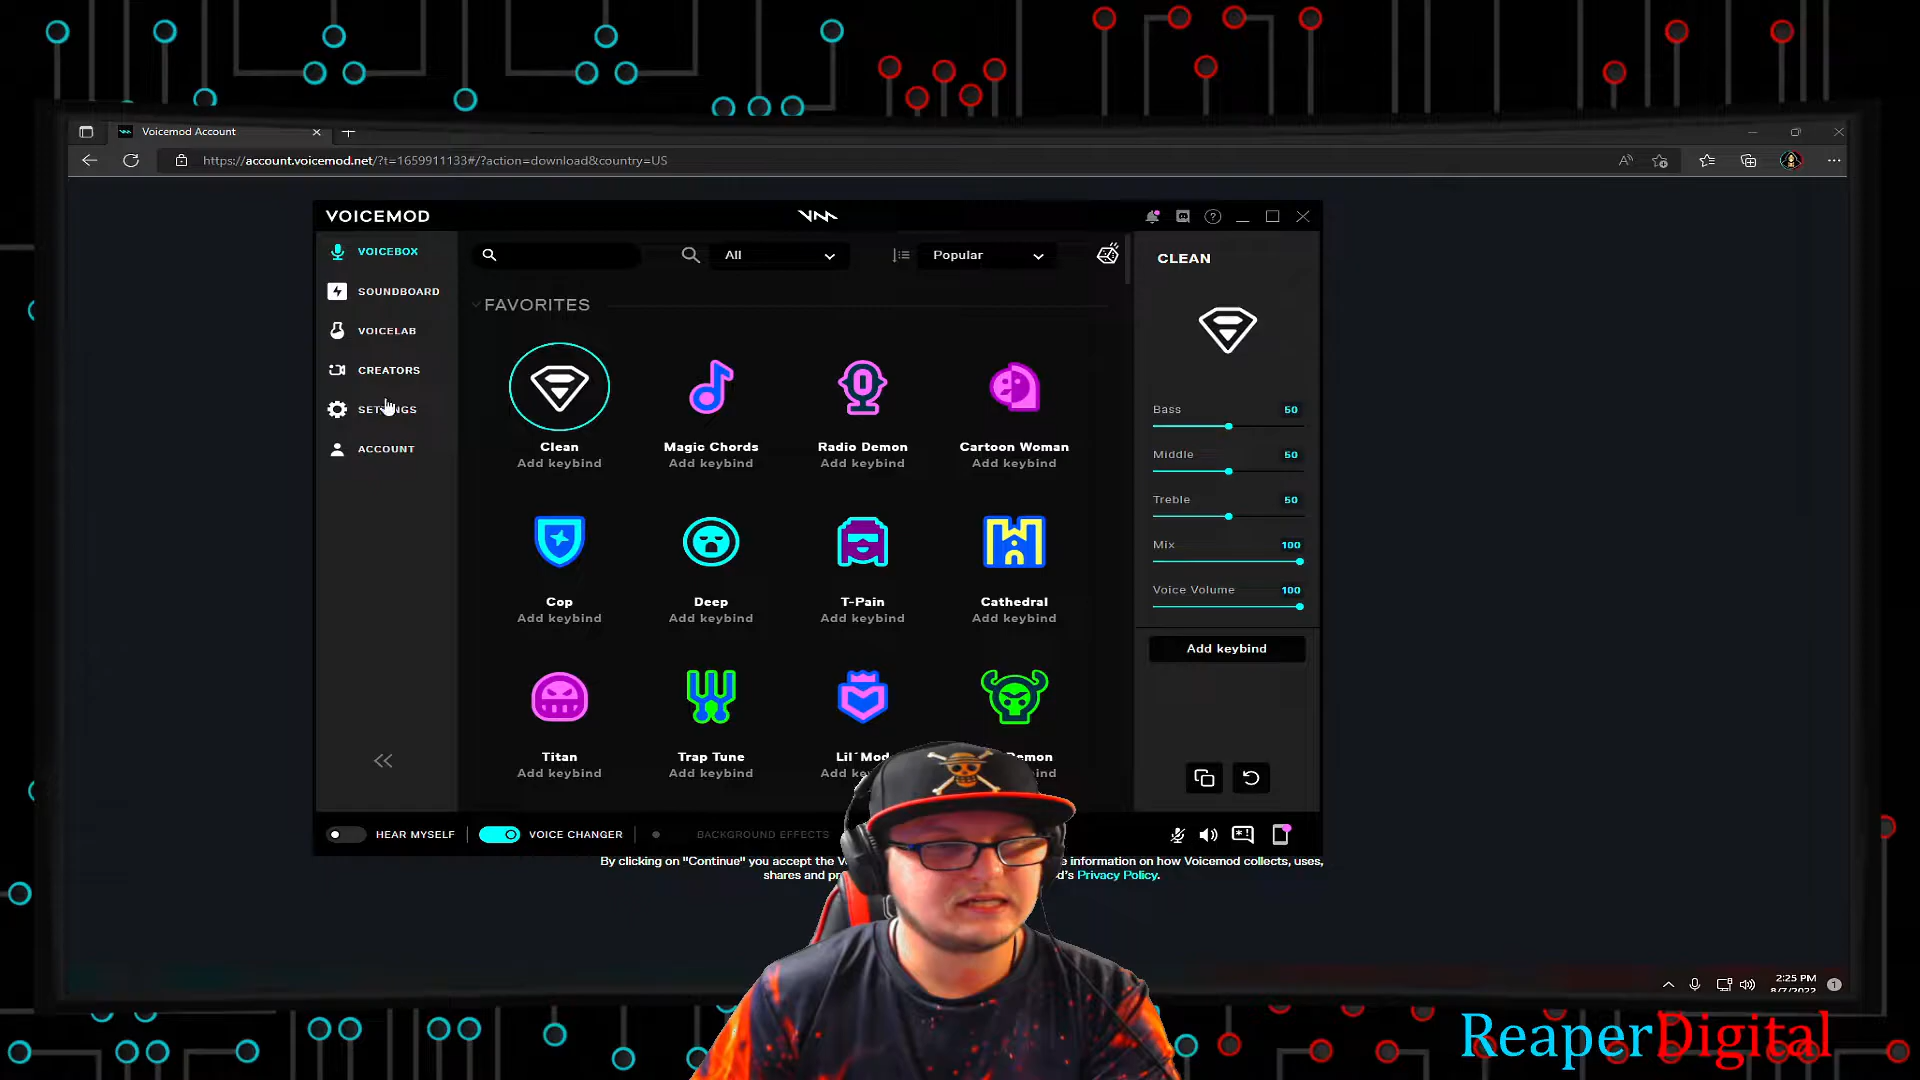 Voicemod Account
https://account.voicemod.net/?t=1659911133#/?action=download&country=US
VOICEMOD
VOICEBOX
SOUNDBOARD
VOICELAB
CREATORS
SETTINGS
ACCOUNT
All
Popular
FAVORITES
Clean
Add keybind
Magic Chords
Add keybind
Radio Demon
Add keybind
Cartoon Woman
Add keybind
Cop
Add keybind
Deep
Add keybind
T-Pain
Add keybind
Cathedral
Add keybind
Titan
Add keybind
Trap Tune
Add keybind
Lil´Mod
Add
CLEAN
Bass 50
Middle 50
Treble 50
Mix 100
Voice Volume 100
Add keybind
HEAR MYSELF
VOICE CHANGER
BACKGROUND EFFECTS
By clicking on "Continue" you accept the information on how Voicemod collects, uses,
shares and Privacy Policy.
2:25 PM
8/7/2022
1
ReaperDigital